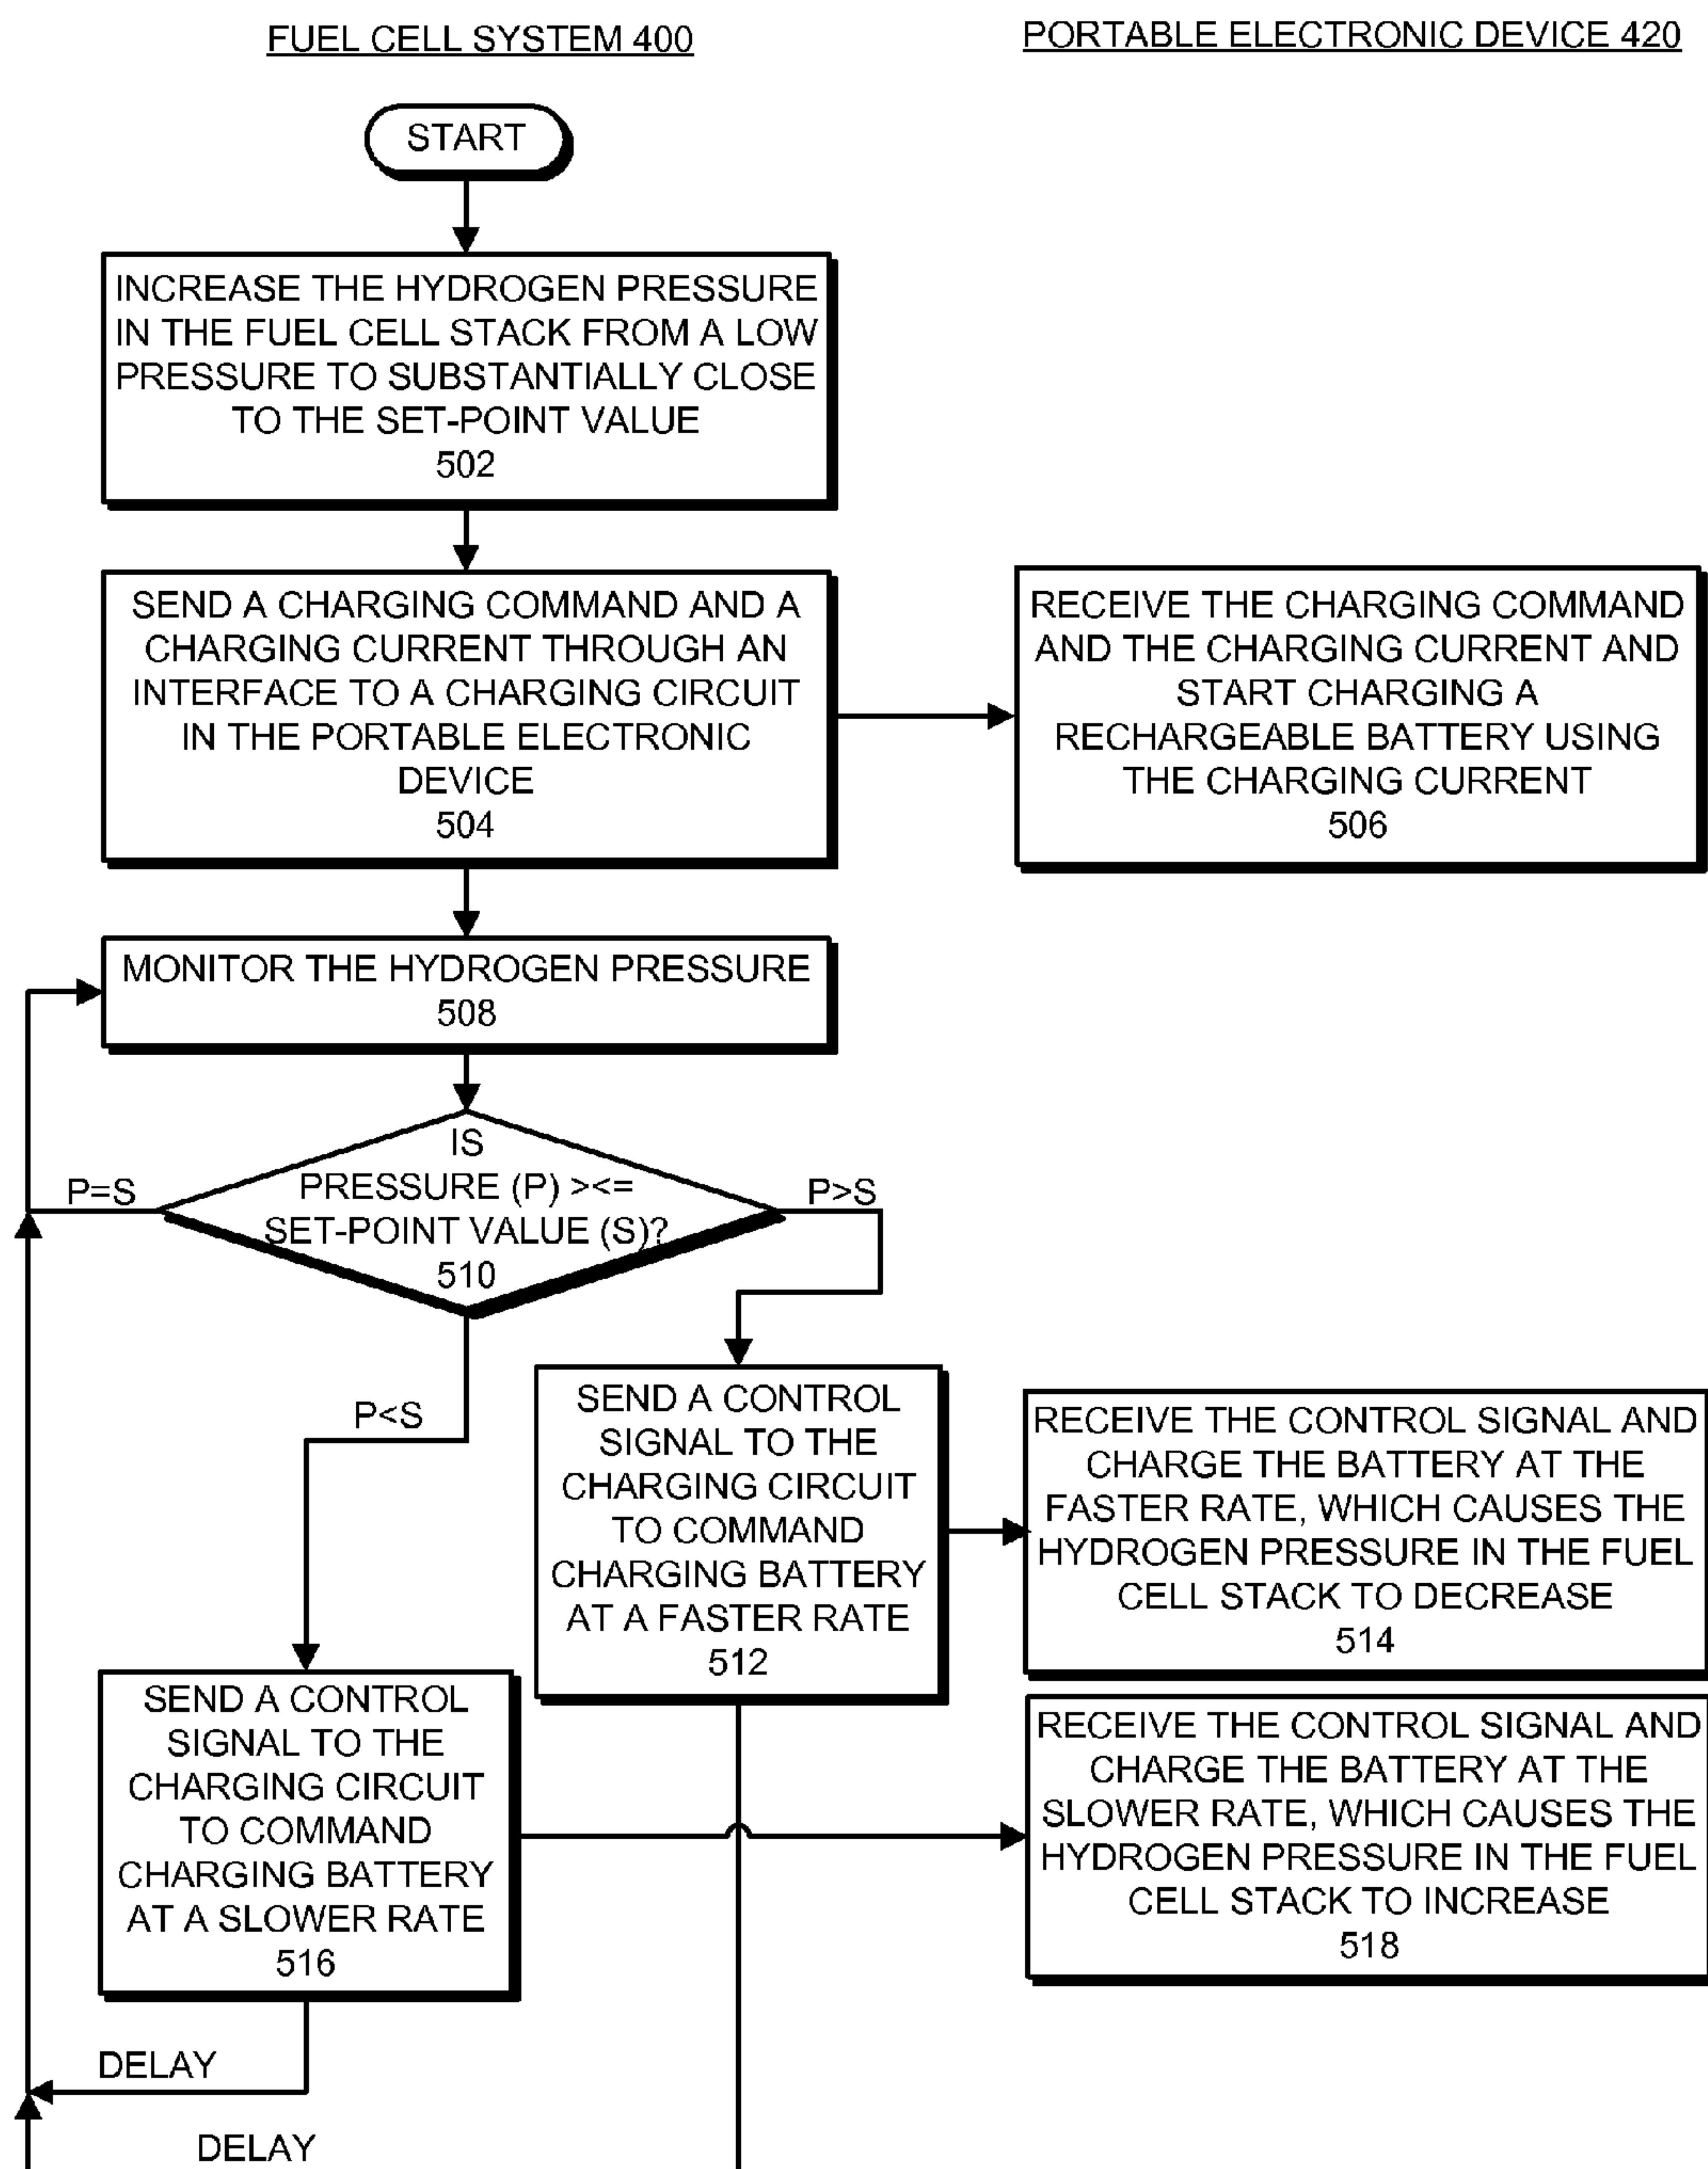 FUEL CELL SYSTEM 400
PORTABLE ELECTRONIC DEVICE 420
START
INCREASE THE HYDROGEN PRESSURE
IN THE FUEL CELL STACK FROM A LOW
PRESSURE TO SUBSTANTIALLY CLOSE
TO THE SET-POINT VALUE
502
SEND A CHARGING COMMAND AND A
CHARGING CURRENT THROUGH AN
INTERFACE TO A CHARGING CIRCUIT
IN THE PORTABLE ELECTRONIC
DEVICE
504
RECEIVE THE CHARGING COMMAND
AND THE CHARGING CURRENT AND
START CHARGING A
RECHARGEABLE BATTERY USING
THE CHARGING CURRENT
506
MONITOR THE HYDROGEN PRESSURE
508
IS
PRESSURE (P) ><=
SET-POINT VALUE (S)?
510
P=S
P>S
P<S
SEND A CONTROL
SIGNAL TO THE
CHARGING CIRCUIT
TO COMMAND
CHARGING BATTERY
AT A FASTER RATE
512
RECEIVE THE CONTROL SIGNAL AND
CHARGE THE BATTERY AT THE
FASTER RATE, WHICH CAUSES THE
HYDROGEN PRESSURE IN THE FUEL
CELL STACK TO DECREASE
514
SEND A CONTROL
SIGNAL TO THE
CHARGING CIRCUIT
TO COMMAND
CHARGING BATTERY
AT A SLOWER RATE
516
RECEIVE THE CONTROL SIGNAL AND
CHARGE THE BATTERY AT THE
SLOWER RATE, WHICH CAUSES THE
HYDROGEN PRESSURE IN THE FUEL
CELL STACK TO INCREASE
518
DELAY
DELAY